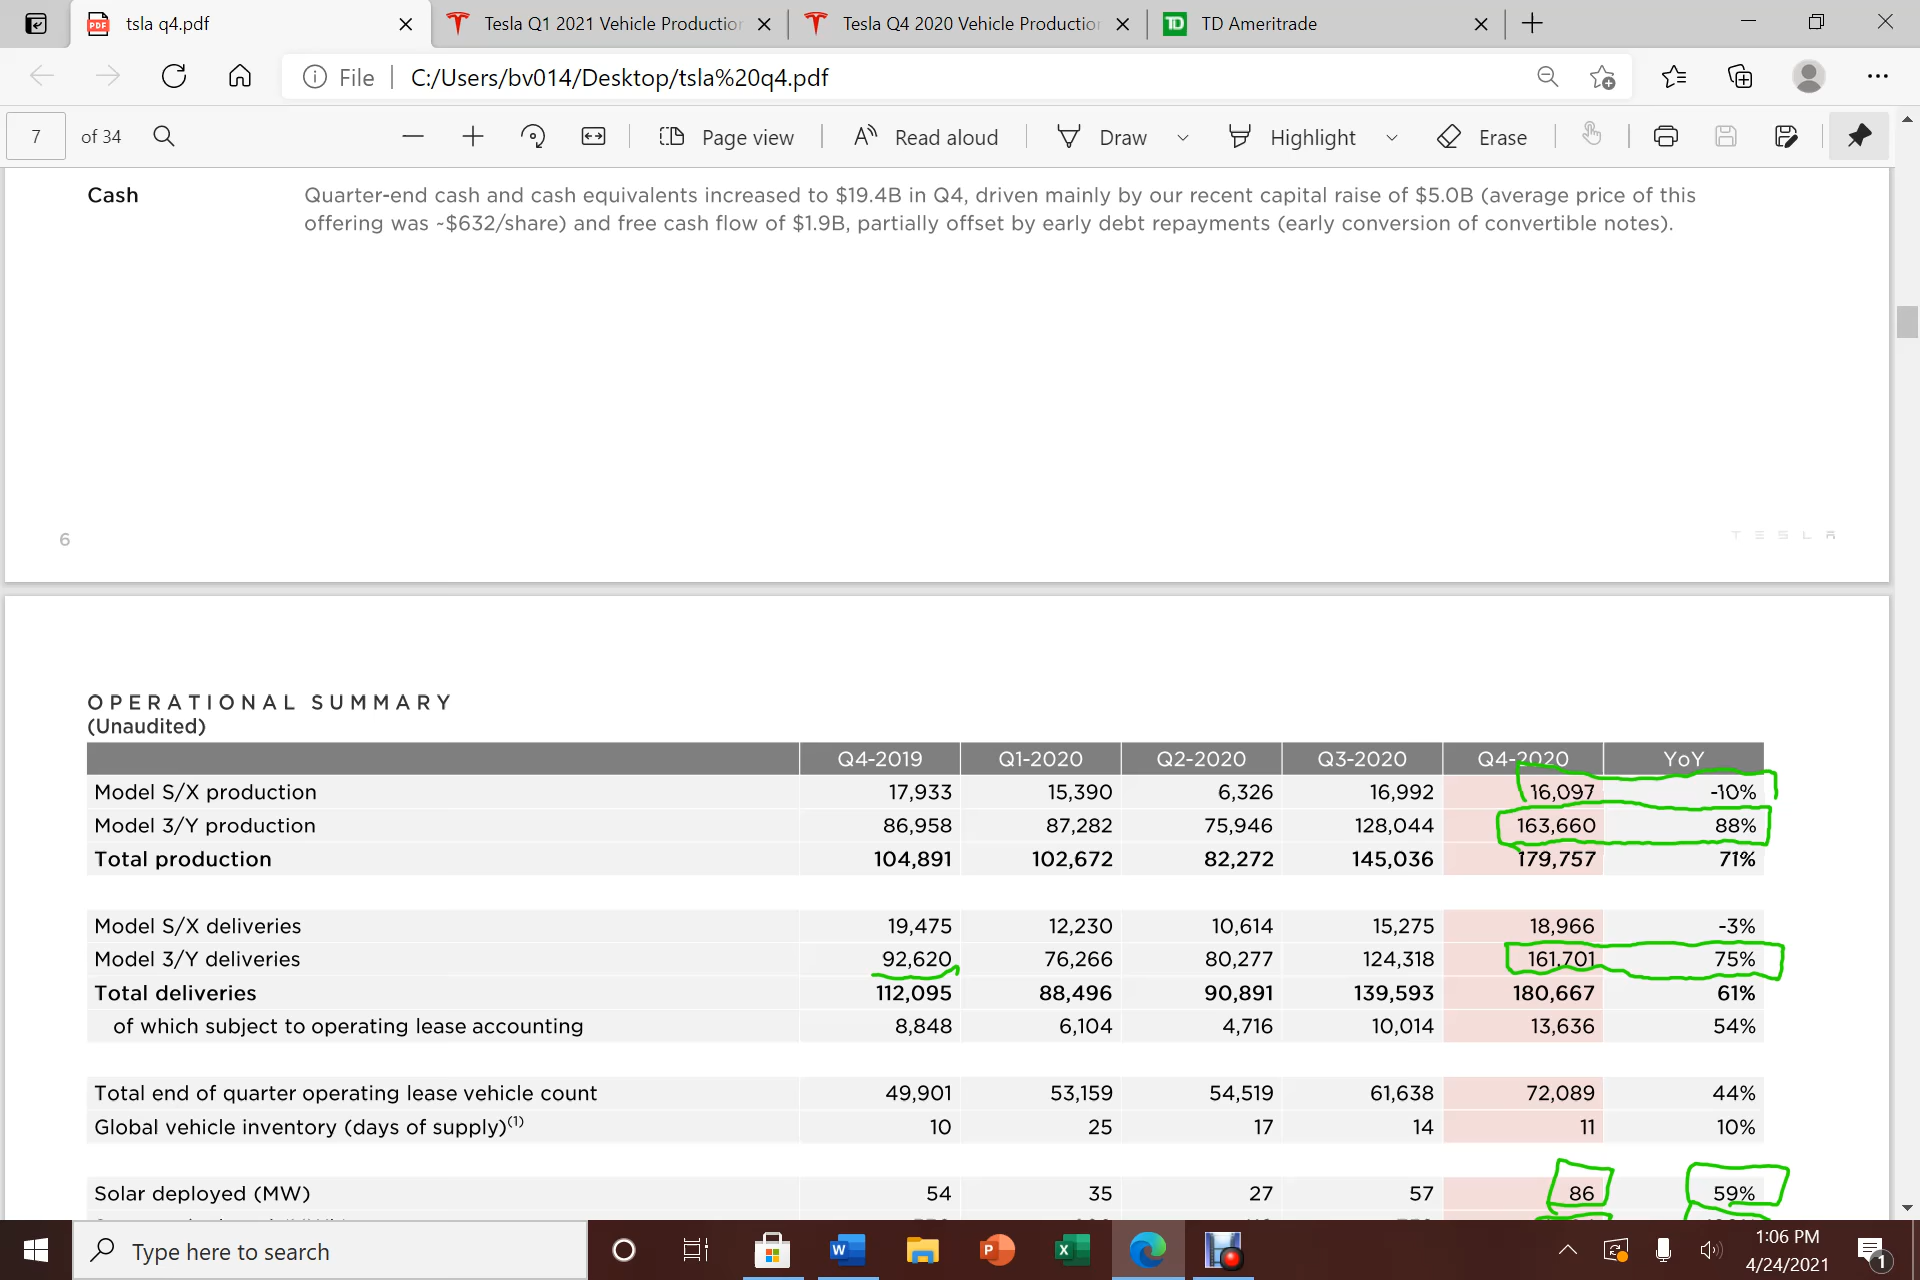 tsla q4.pdf
Tesla Q1 2021 Vehicle Production
Tesla Q4 2020 Vehicle Production
TD Ameritrade
File C:/Users/bv014/Desktop/tsla%20q4.pdf
7 of 34 Page view Read aloud Draw Highlight Erase
Cash Quarter-end cash and cash equivalents increased to $19.4B in Q4, driven mainly by our recent capital raise of $5.0B (average price of this
offering was ~$632/share) and free cash flow of $1.9B, partially offset by early debt repayments (early conversion of convertible notes).
6 TESLA
OPERATIONAL SUMMARY
(Unaudited)
Q4-2019 Q1-2020 Q2-2020 Q3-2020 Q4-2020 YoY
Model S/X production 17,933 15,390 6,326 16,992 16,097 -10%
Model 3/Y production 86,958 87,282 75,946 128,044 163,660 88%
Total production 104,891 102,672 82,272 145,036 179,757 71%
Model S/X deliveries 19,475 12,230 10,614 15,275 18,966 -3%
Model 3/Y deliveries 92,620 76,266 80,277 124,318 161,701 75%
Total deliveries 112,095 88,496 90,891 139,593 180,667 61%
of which subject to operating lease accounting 8,848 6,104 4,716 10,014 13,636 54%
Total end of quarter operating lease vehicle count 49,901 53,159 54,519 61,638 72,089 44%
Global vehicle inventory (days of supply)(1) 10 25 17 14 11 10%
Solar deployed (MW) 54 35 27 57 86 59%
Type here to search
1:06 PM
4/24/2021
1